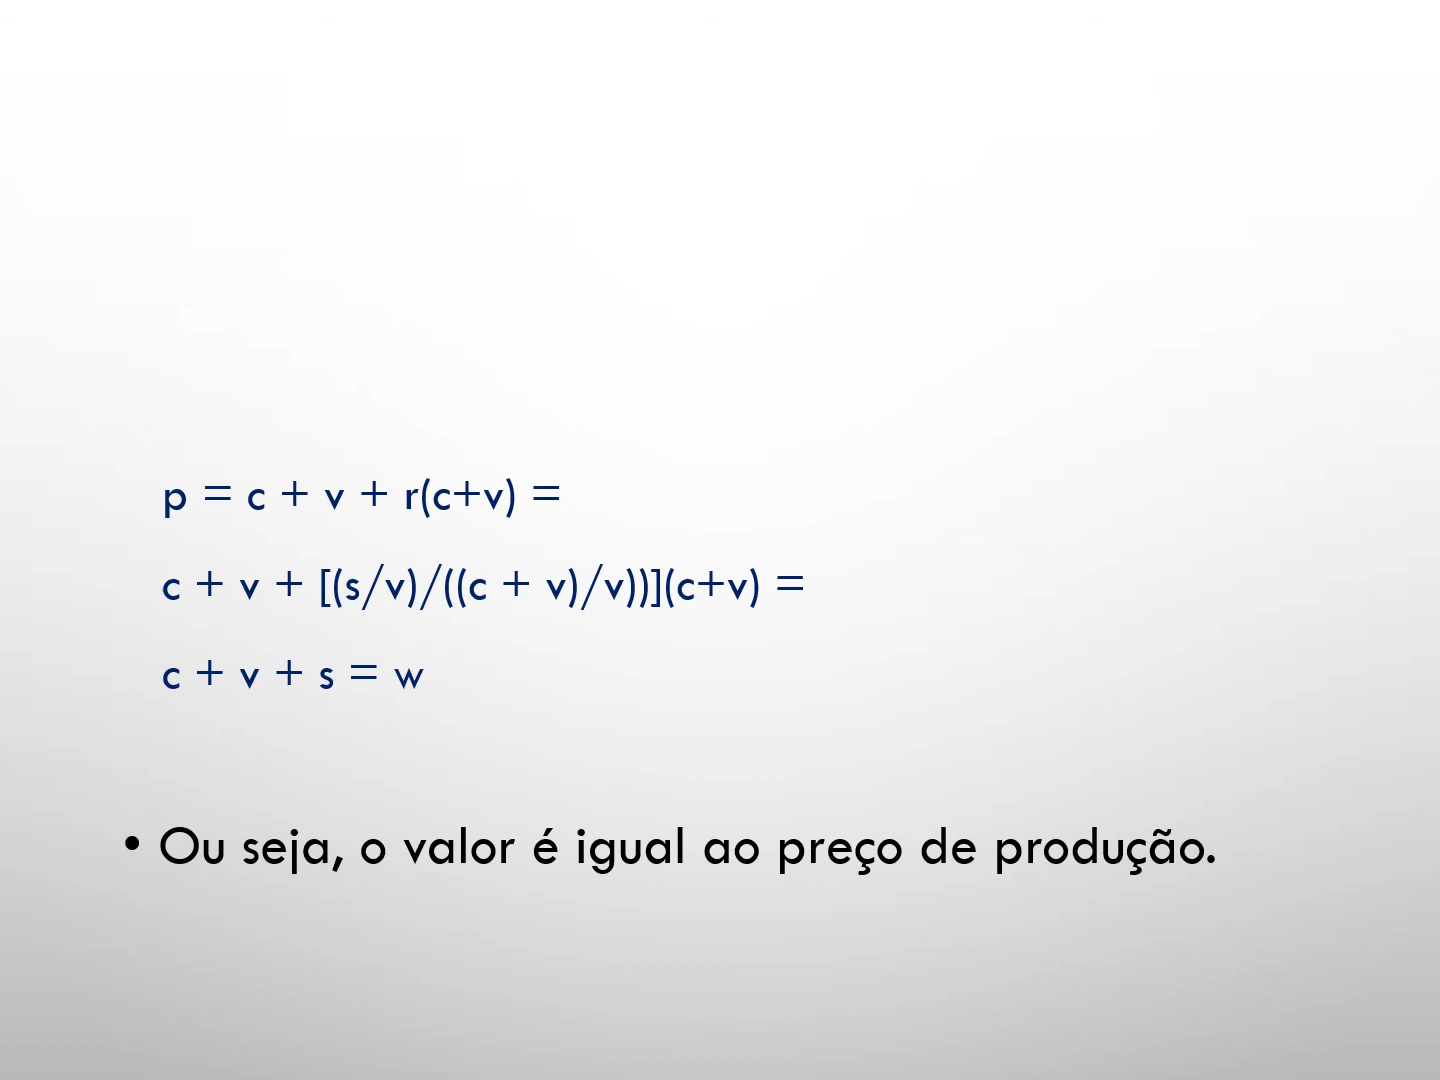 p = c + v + r(c+v) =
c + v + [(s/v)/((c + v)/v))](c+v) =
c + v + s = w
• Ou seja, o valor é igual ao preço de produção.